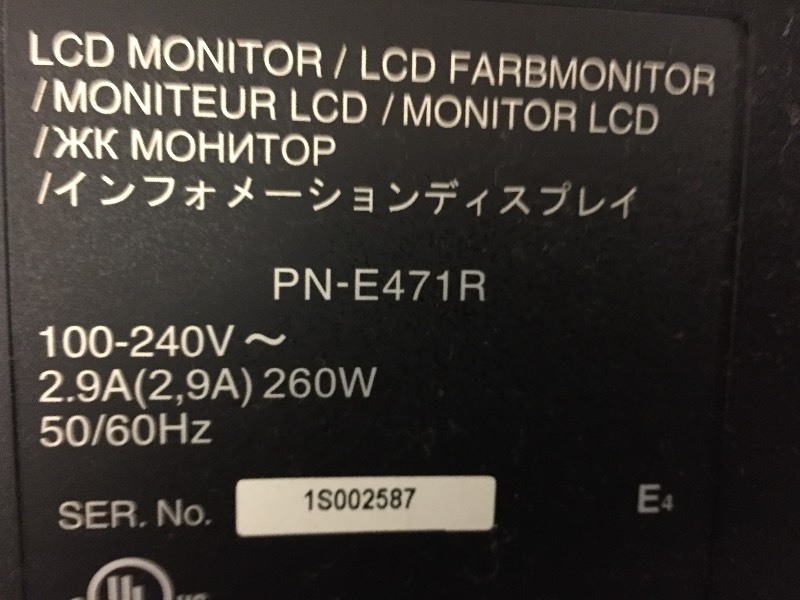 LCD MONITOR / LCD FARBMONITOR
/MONITEUR LCD /MONITOR LCD
/ЖК МОНИТОР
/インフォメーションディスプレイ
PN-E471R
100-240V ～
2.9A(2,9A) 260W
50/60Hz
SER. No. 1S002587 E4
UL